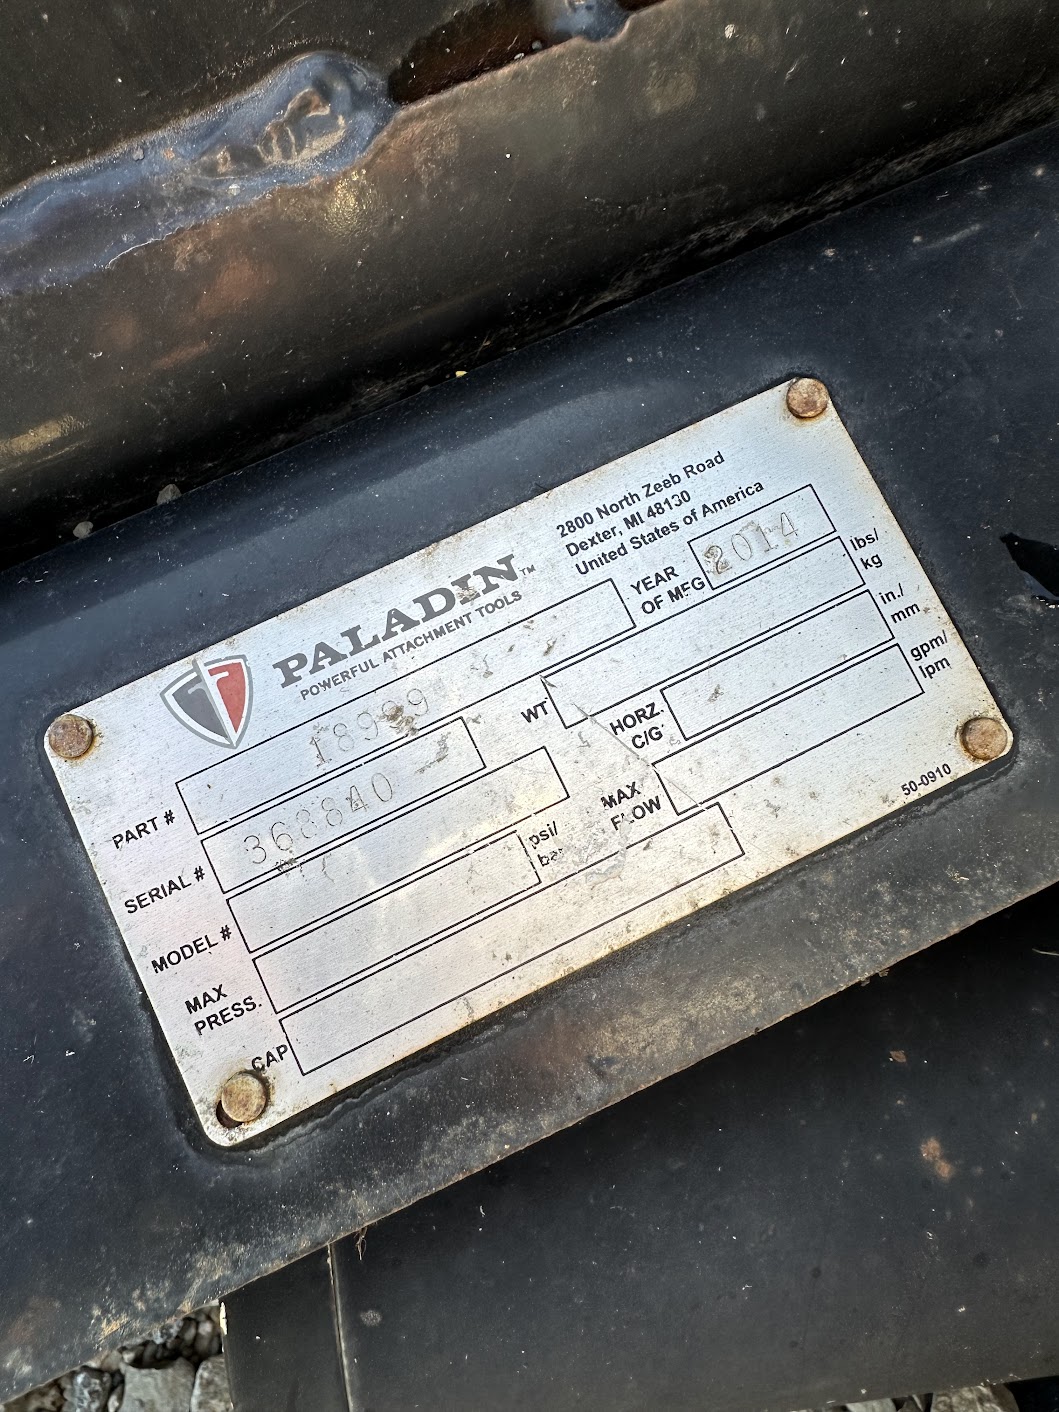 PALADIN™
POWERFUL ATTACHMENT TOOLS
2800 North Zeeb Road
Dexter, MI 48130
United States of America
YEAR
OF MFG
2014
PART #
SERIAL #
368840
MODEL #
MAX
PRESS.
psi/
bar
CAP
WT
lbs/
kg
HORZ.
C/G
in./
mm
MAX
FLOW
gpm/
lpm
50-0910